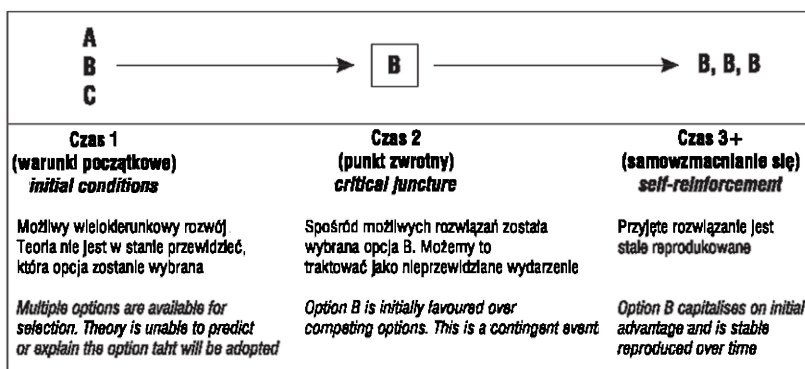 A
B
C
B
B, B, B
Czas 1
(warunki początkowe)
initial conditions
Możliwy wielokierunkowy rozwój
Teoria nie jest w stanie przewidzieć,
która opcja zostanie wybrana
Multiple options are available for
selection. Theory is unable to predict
or explain the option taht will be adopted
Czas 2
(punkt zwrotny)
critical juncture
Spośród możliwych rozwiązań została
wybrana opcja B. Możemy to
traktować jako nieprzewidziane wydarzenie
Option B is initially favoured over
competing options. This is a contingent event
Czas 3+
(samowzmacnianie się)
self-reinforcement
Przyjęte rozwiązanie jest
stale reprodukowane
Option B capitalises on initial
advantage and is stable
reproduced over time